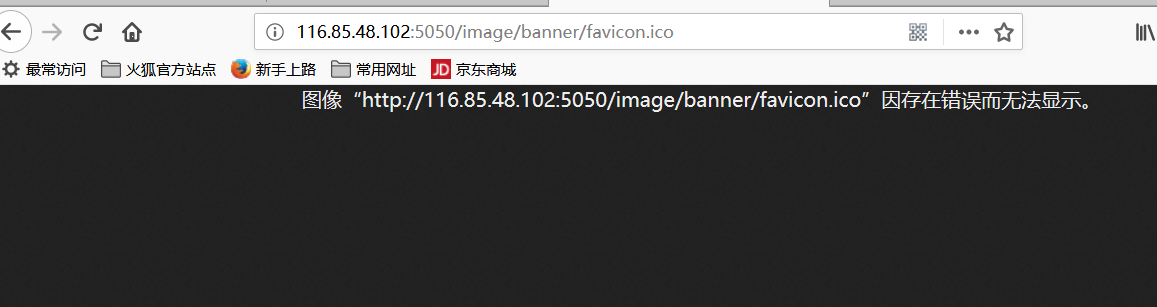 116.85.48.102:5050/image/banner/favicon.ico
最常访问 火狐官方站点 新手上路 常用网址 JD 京东商城
图像“http://116.85.48.102:5050/image/banner/favicon.ico”因存在错误而无法显示。